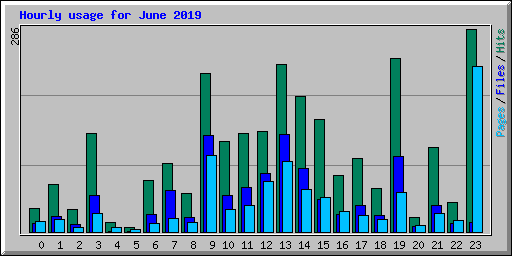 Hourly usage for June 2019
286
Pages/Files/Hits
0 1 2 3 4 5 6 7 8 9 10 11 12 13 14 15 16 17 18 19 20 21 22 23